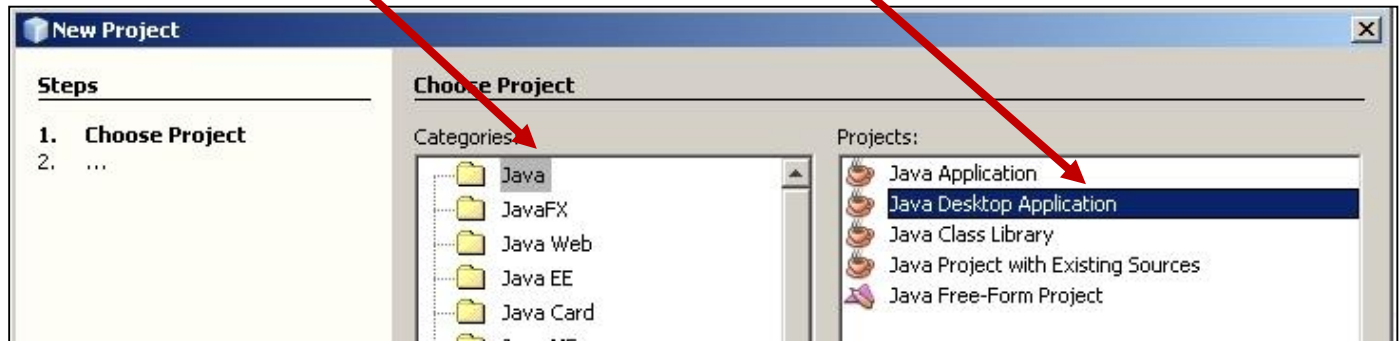 New Project
Steps
1. Choose Project
2. ...
Choose Project
Categories:
Java
JavaFX
Java Web
Java EE
Java Card
Projects:
Java Application
Java Desktop Application
Java Class Library
Java Project with Existing Sources
Java Free-Form Project